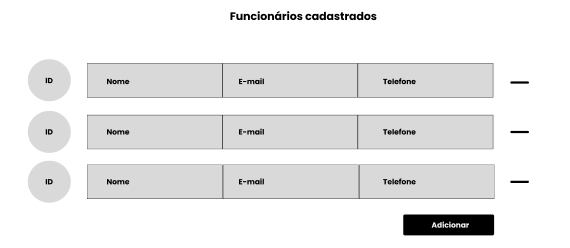 Funcionários cadastrados
ID Nome E-mail Telefone
ID Nome E-mail Telefone
ID Nome E-mail Telefone
Adicionar